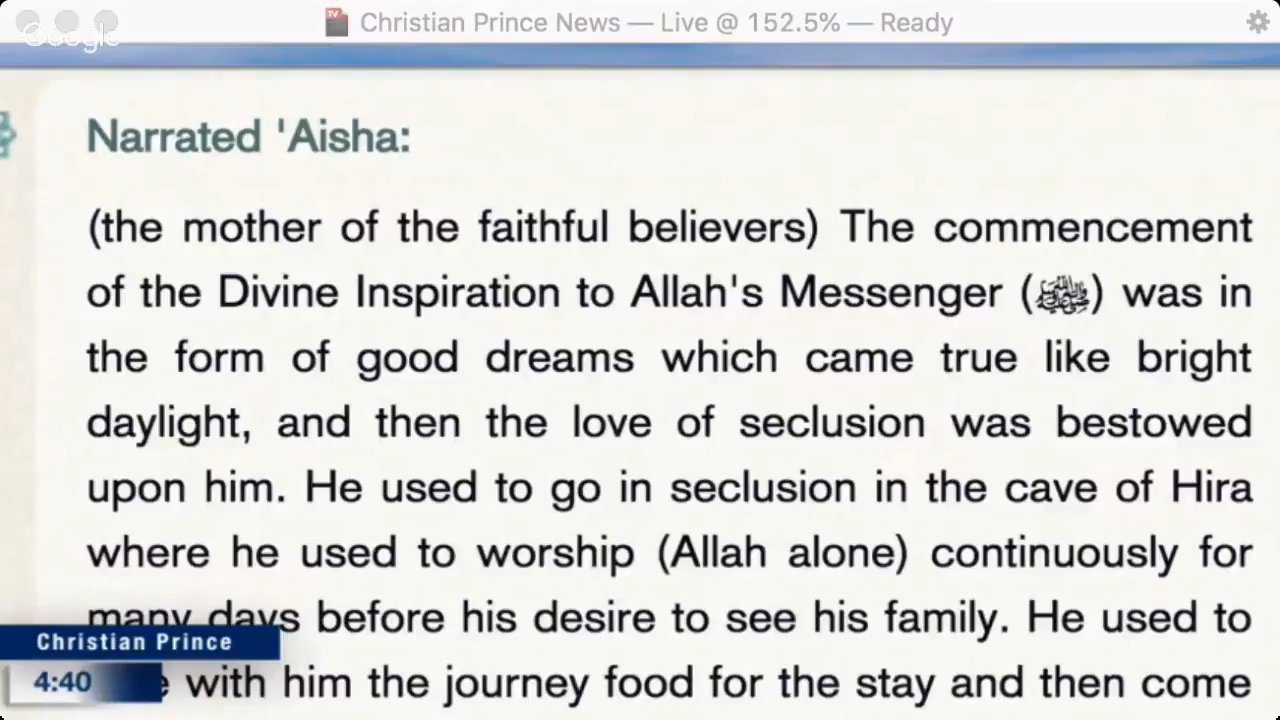 Christian Prince News — Live @ 152.5% — Ready
Google
Narrated 'Aisha:
(the mother of the faithful believers) The commencement
of the Divine Inspiration to Allah's Messenger (ﷺ) was in
the form of good dreams which came true like bright
daylight, and then the love of seclusion was bestowed
upon him. He used to go in seclusion in the cave of Hira
where he used to worship (Allah alone) continuously for
many days before his desire to see his family. He used to
with him the journey food for the stay and then come
Christian Prince
4:40